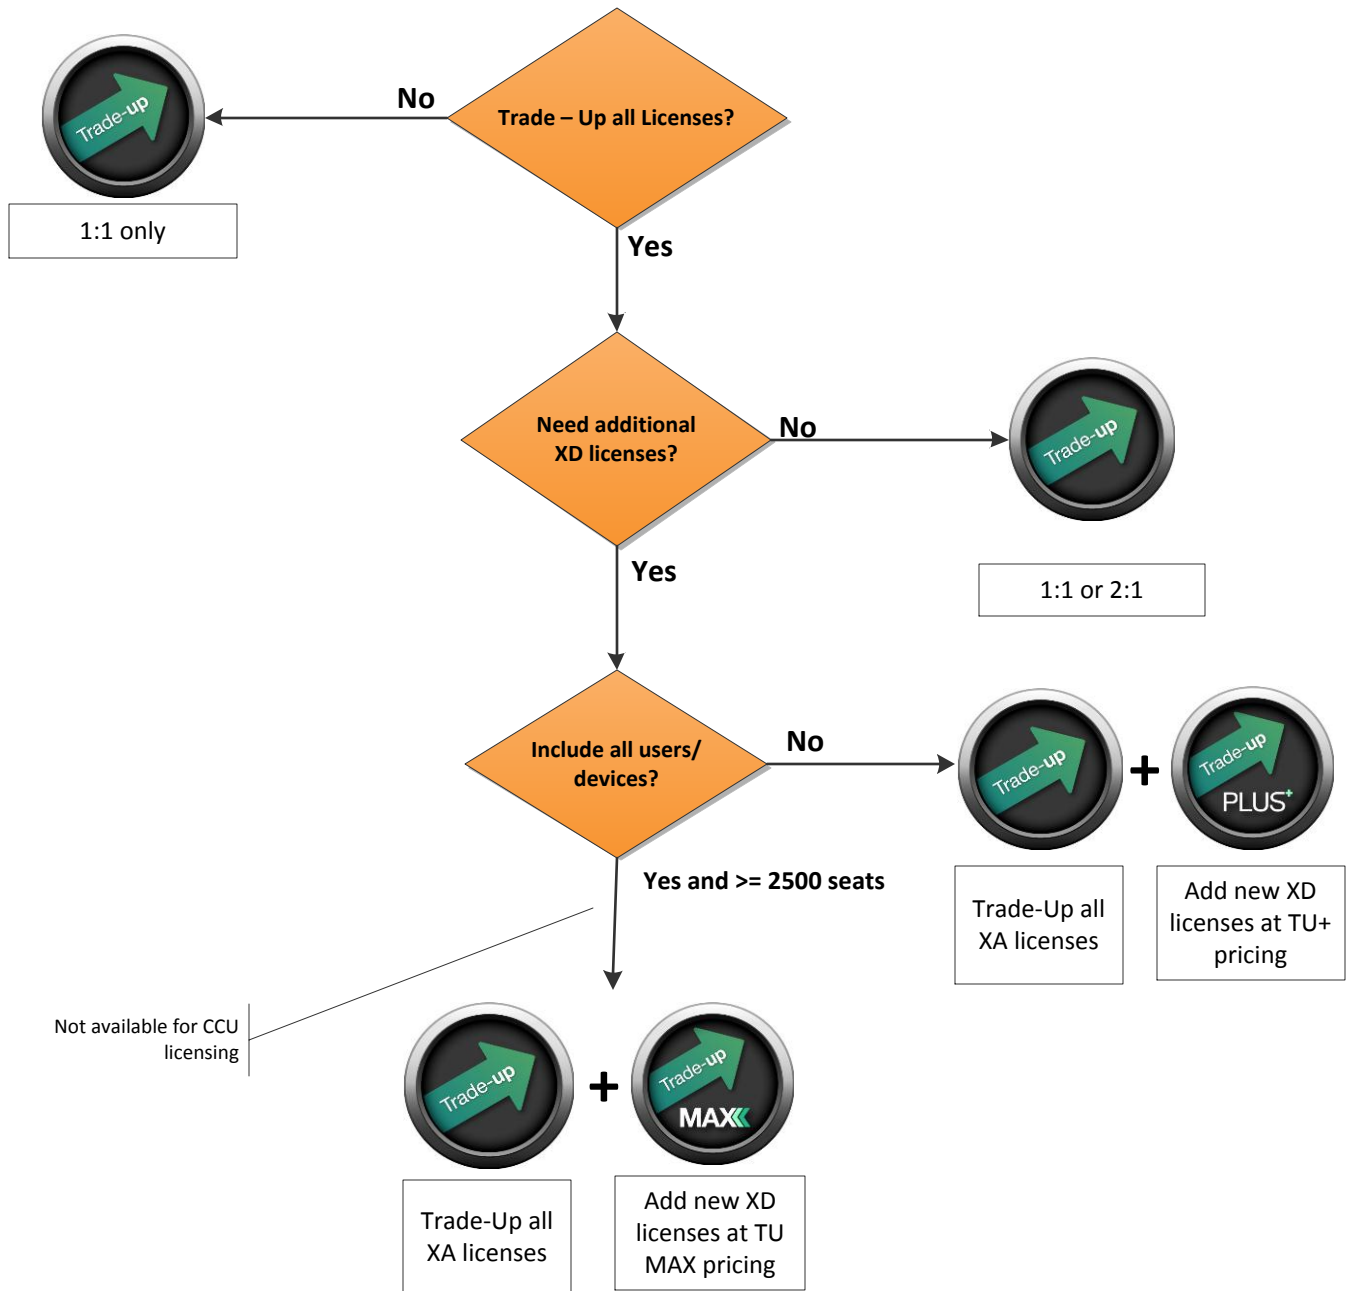 Trade – Up all Licenses?
No
Trade-up
1:1 only
Yes
Need additional
XD licenses?
No
Trade-up
1:1 or 2:1
Yes
Include all users/
devices?
No
Trade-up
+
Trade-up
PLUS+
Trade-Up all
XA licenses
Add new XD
licenses at TU+
pricing
Yes and >= 2500 seats
Not available for CCU
licensing
Trade-up
+
Trade-up
MAX
Trade-Up all
XA licenses
Add new XD
licenses at TU
MAX pricing